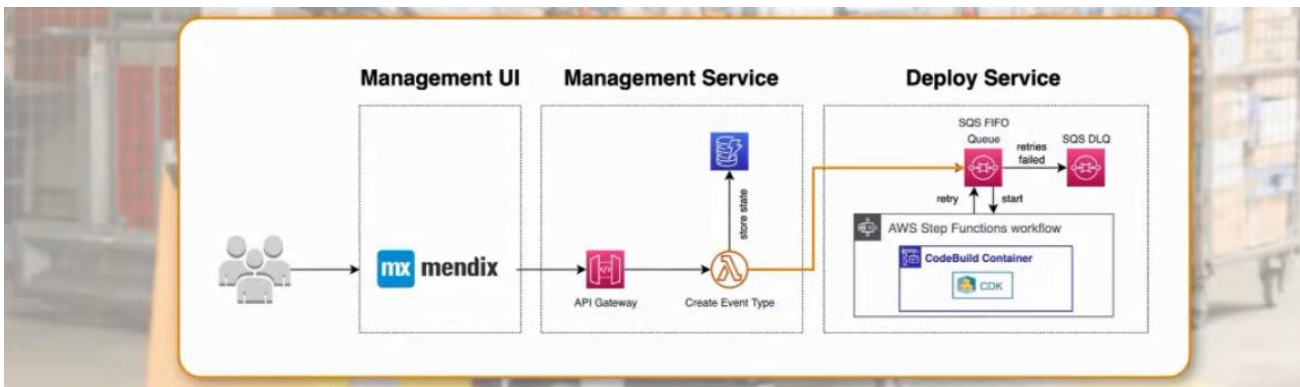 Management UI
Management Service
Deploy Service
mx mendix
store state
API Gateway
Create Event Type
SQS FIFO
Queue
retries
failed
SQS DLQ
retry
start
AWS Step Functions workflow
CodeBuild Container
CDK